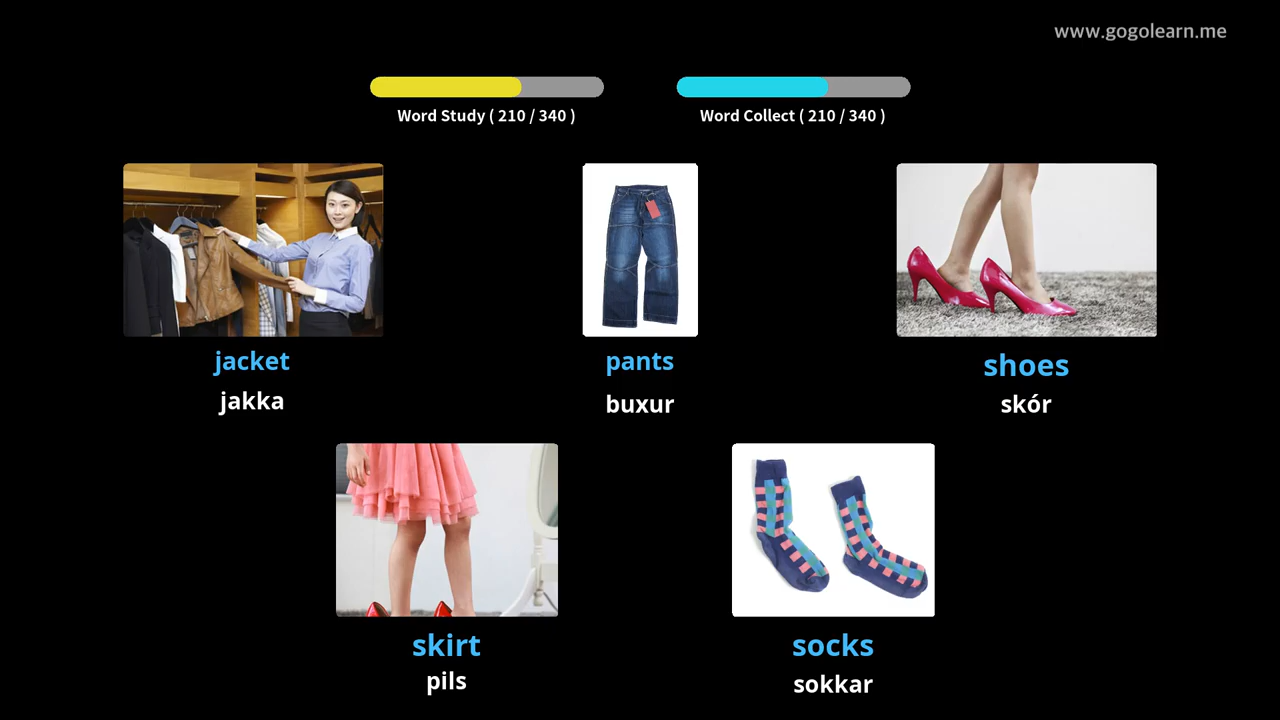 www.gogolearn.me
Word Study ( 210 / 340 )
Word Collect ( 210 / 340 )
jacket
jakka
pants
buxur
shoes
skór
skirt
pils
socks
sokkar